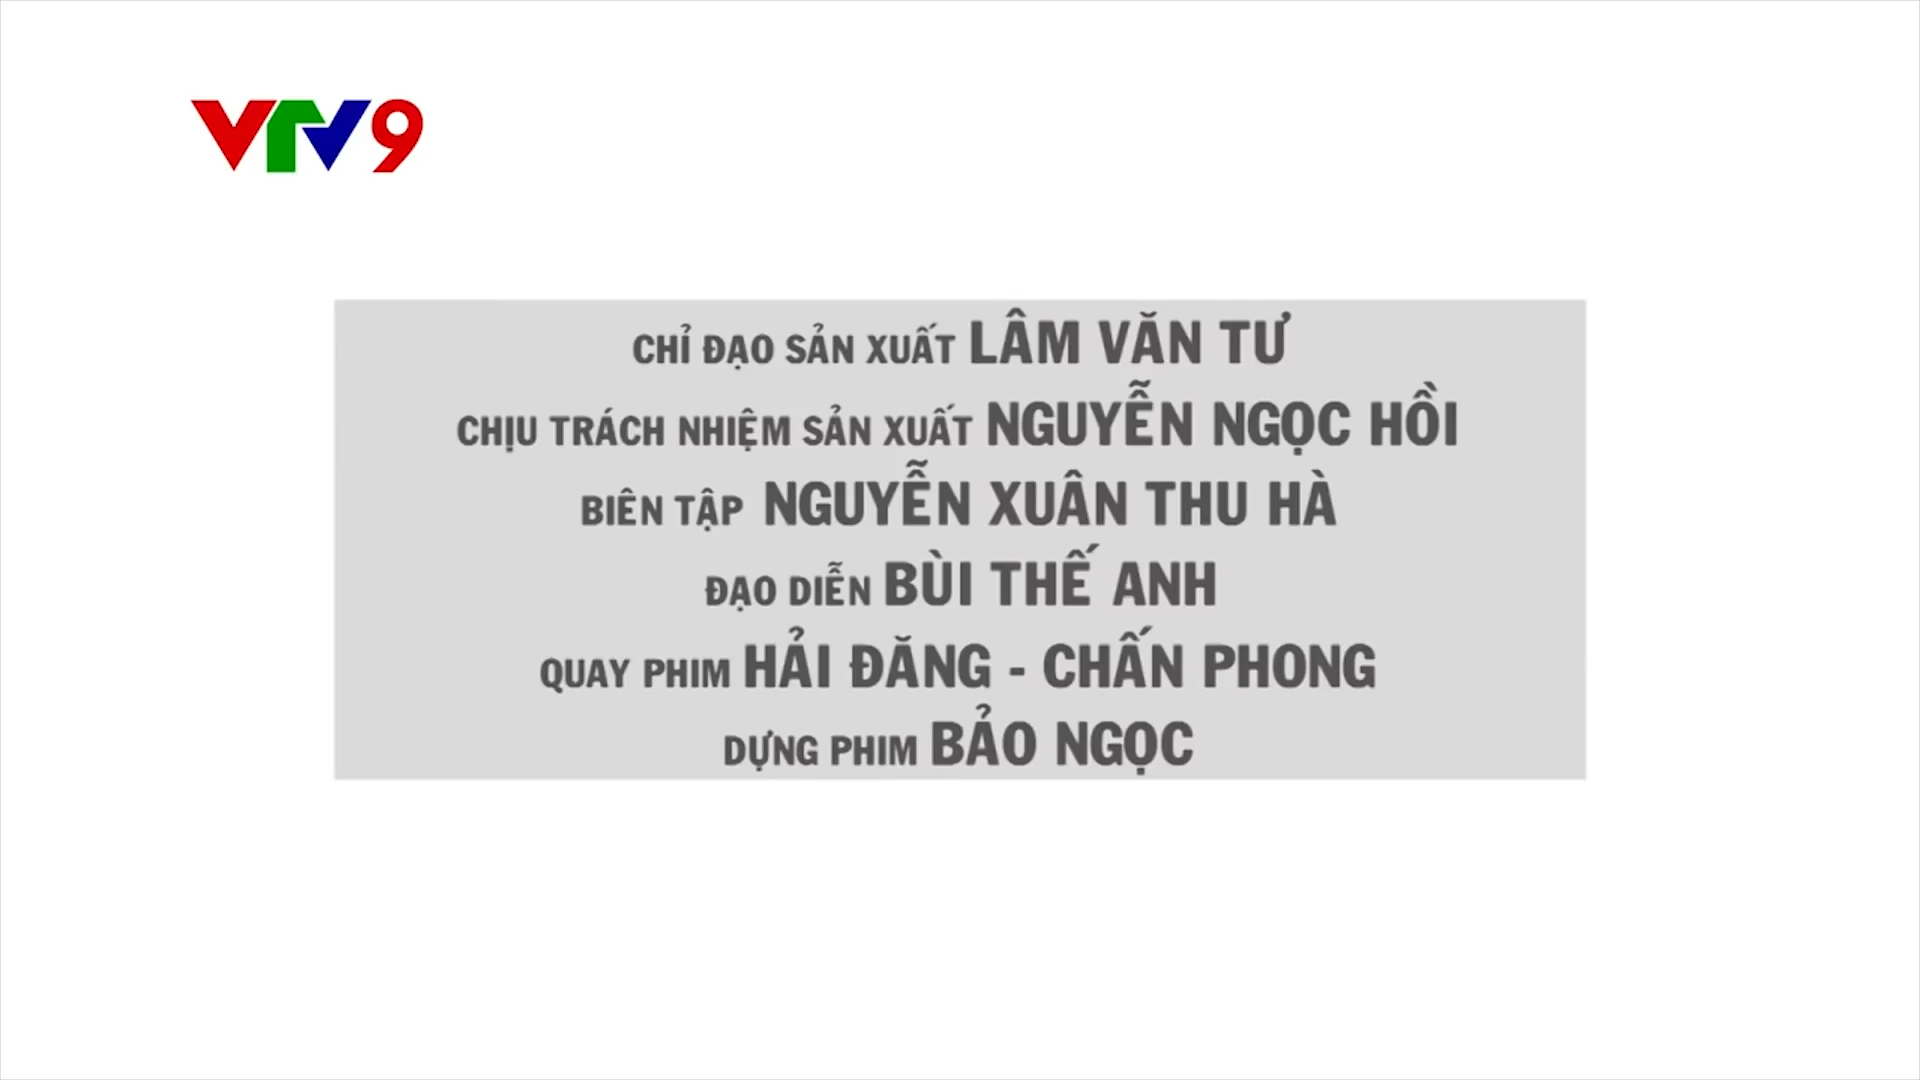 VTV9
CHỈ ĐẠO SẢN XUẤT LÂM VĂN TƯ
CHỊU TRÁCH NHIỆM SẢN XUẤT NGUYỄN NGỌC HỒI
BIÊN TẬP NGUYỄN XUÂN THU HÀ
ĐẠO DIỄN BÙI THẾ ANH
QUAY PHIM HẢI ĐĂNG - CHẤN PHONG
DỰNG PHIM BẢO NGỌC